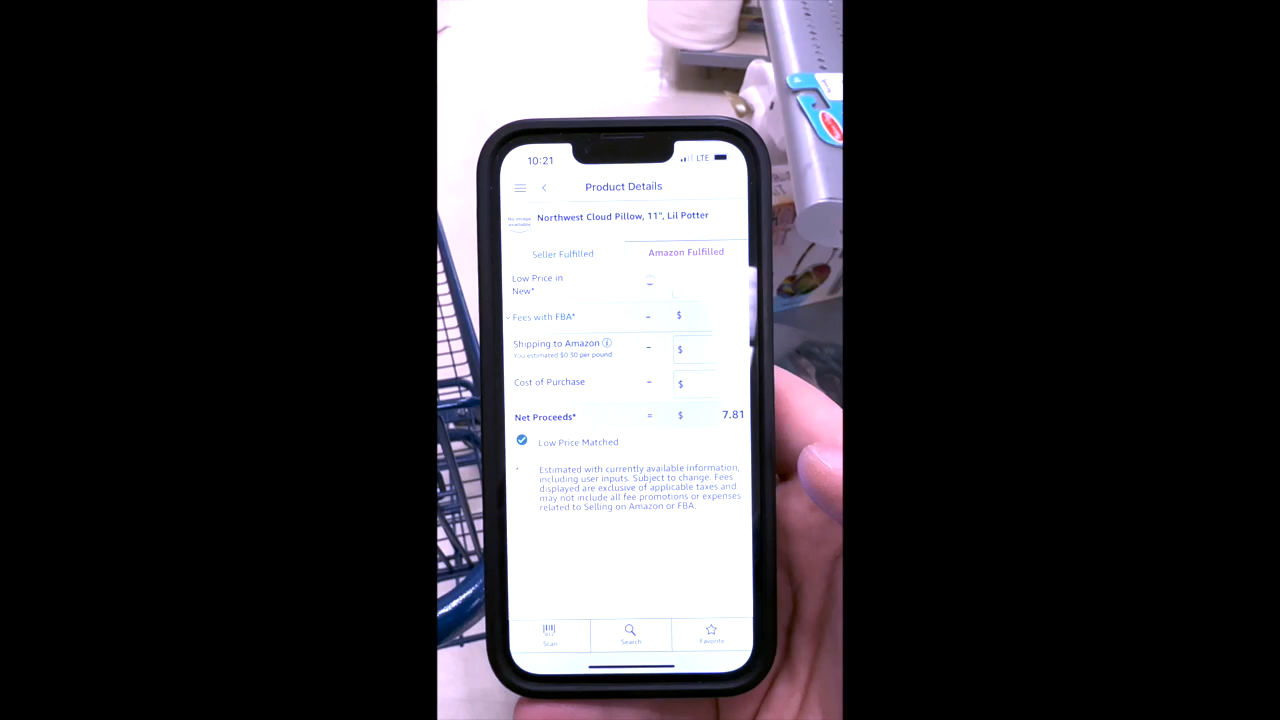 10:21
LTE
Product Details
No image
available
Northwest Cloud Pillow, 11", Lil Potter
Seller Fulfilled
Amazon Fulfilled
Low Price in
New*
Fees with FBA*
-
$
Shipping to Amazon
-
$
You estimated $0.30 per pound
Cost of Purchase
-
$
Net Proceeds*
=
$
7.81
Low Price Matched
*
Estimated with currently available information,
including user inputs. Subject to change. Fees
displayed are exclusive of applicable taxes and
may not include all fee promotions or expenses
related to Selling on Amazon or FBA.
Scan
Search
Favorite